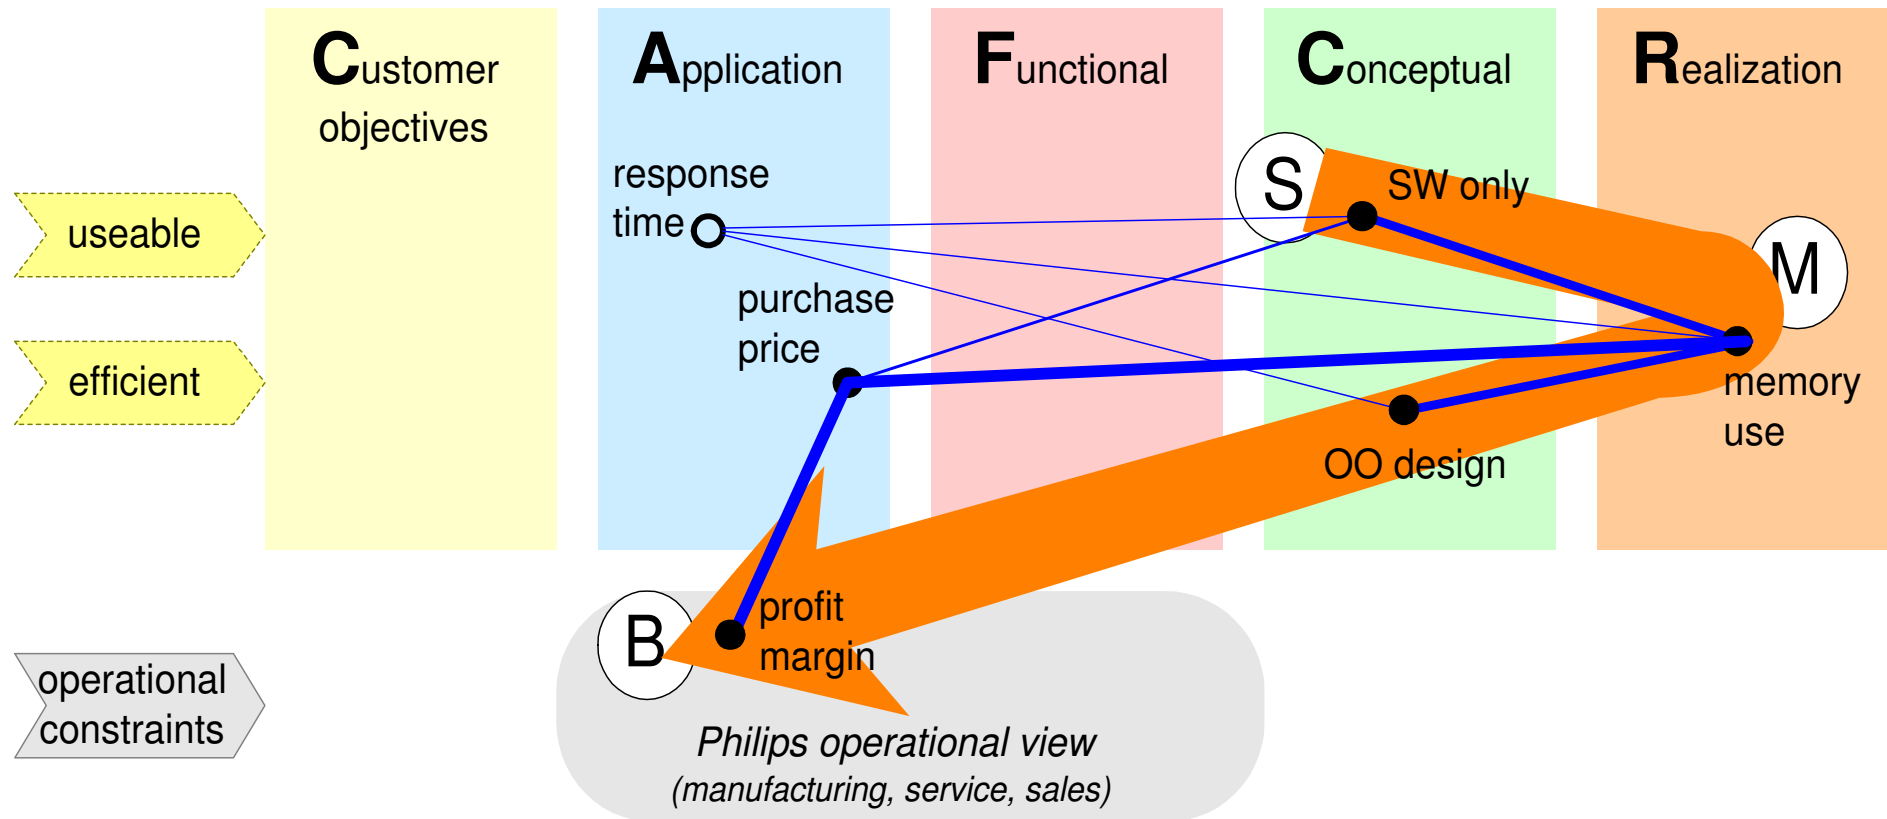 Customer
objectives
Application
Functional
Conceptual
Realization
response
time
S
SW only
M
useable
purchase
price
efficient
memory
use
OO design
B
profit
margin
operational
constraints
Philips operational view
(manufacturing, service, sales)